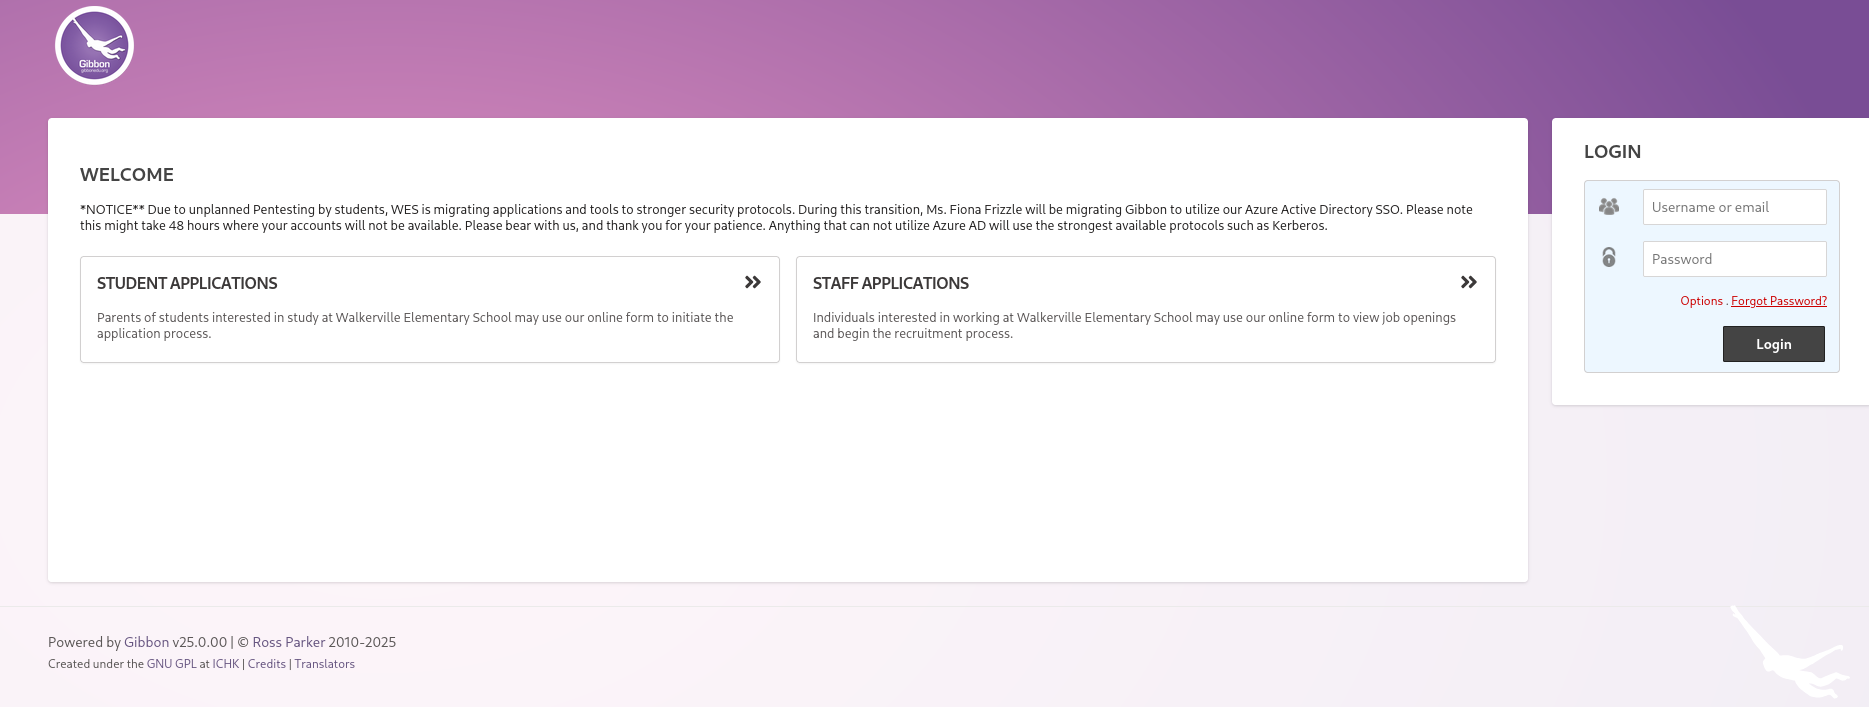 Gibbon
gibbonedu.org
WELCOME
*NOTICE** Due to unplanned Pentesting by students, WES is migrating applications and tools to stronger security protocols. During this transition, Ms. Fiona Frizzle will be migrating Gibbon to utilize our Azure Active Directory SSO. Please note
this might take 48 hours where your accounts will not be available. Please bear with us, and thank you for your patience. Anything that can not utilize Azure AD will use the strongest available protocols such as Kerberos.
STUDENT APPLICATIONS
Parents of students interested in study at Walkerville Elementary School may use our online form to initiate the
application process.
STAFF APPLICATIONS
Individuals interested in working at Walkerville Elementary School may use our online form to view job openings
and begin the recruitment process.
LOGIN
Username or email
Password
Options . Forgot Password?
Login
Powered by Gibbon v25.0.00 | © Ross Parker 2010-2025
Created under the GNU GPL at ICHK | Credits | Translators